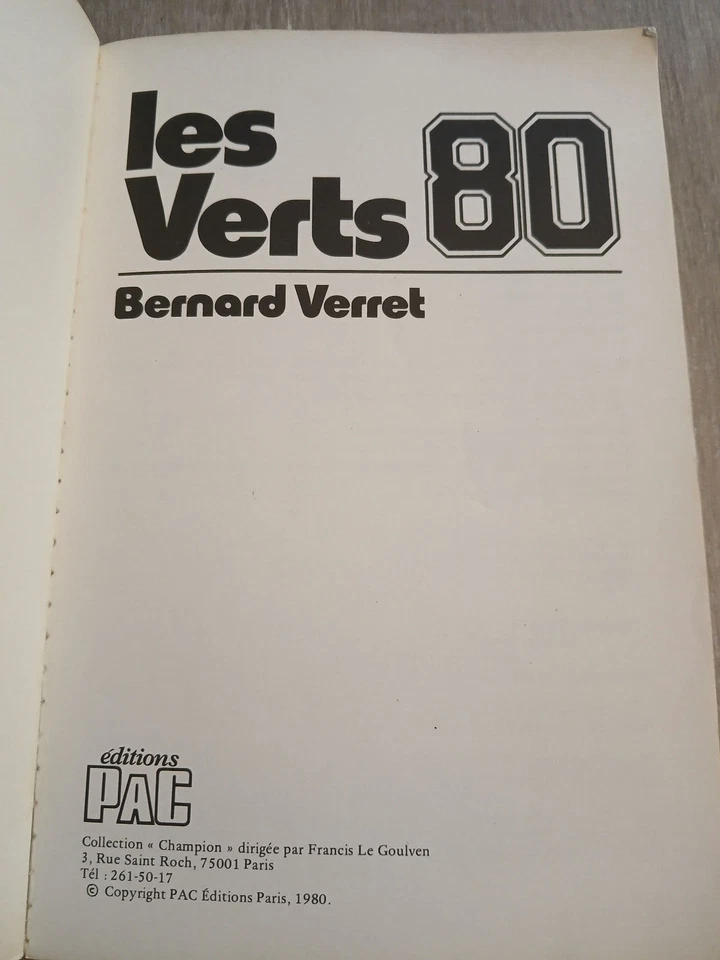 les
Verts 80
Bernard Verret
éditions
PAC
Collection « Champion » dirigée par Francis Le Goulven
3, Rue Saint Roch, 75001 Paris
Tél : 261-50-17
© Copyright PAC Éditions Paris, 1980.